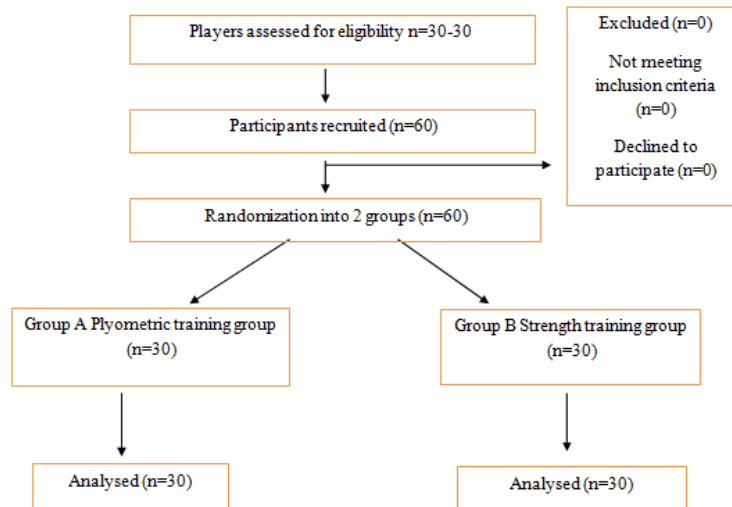 Players assessed for eligibility n=30-30
Excluded (n=0)
Not meeting
inclusion criteria
(n=0)
Declined to
participate (n=0)
Participants recruited (n=60)
Randomization into 2 groups (n=60)
Group A Plyometric training group
(n=30)
Group B Strength training group
(n=30)
Analysed (n=30)
Analysed (n=30)